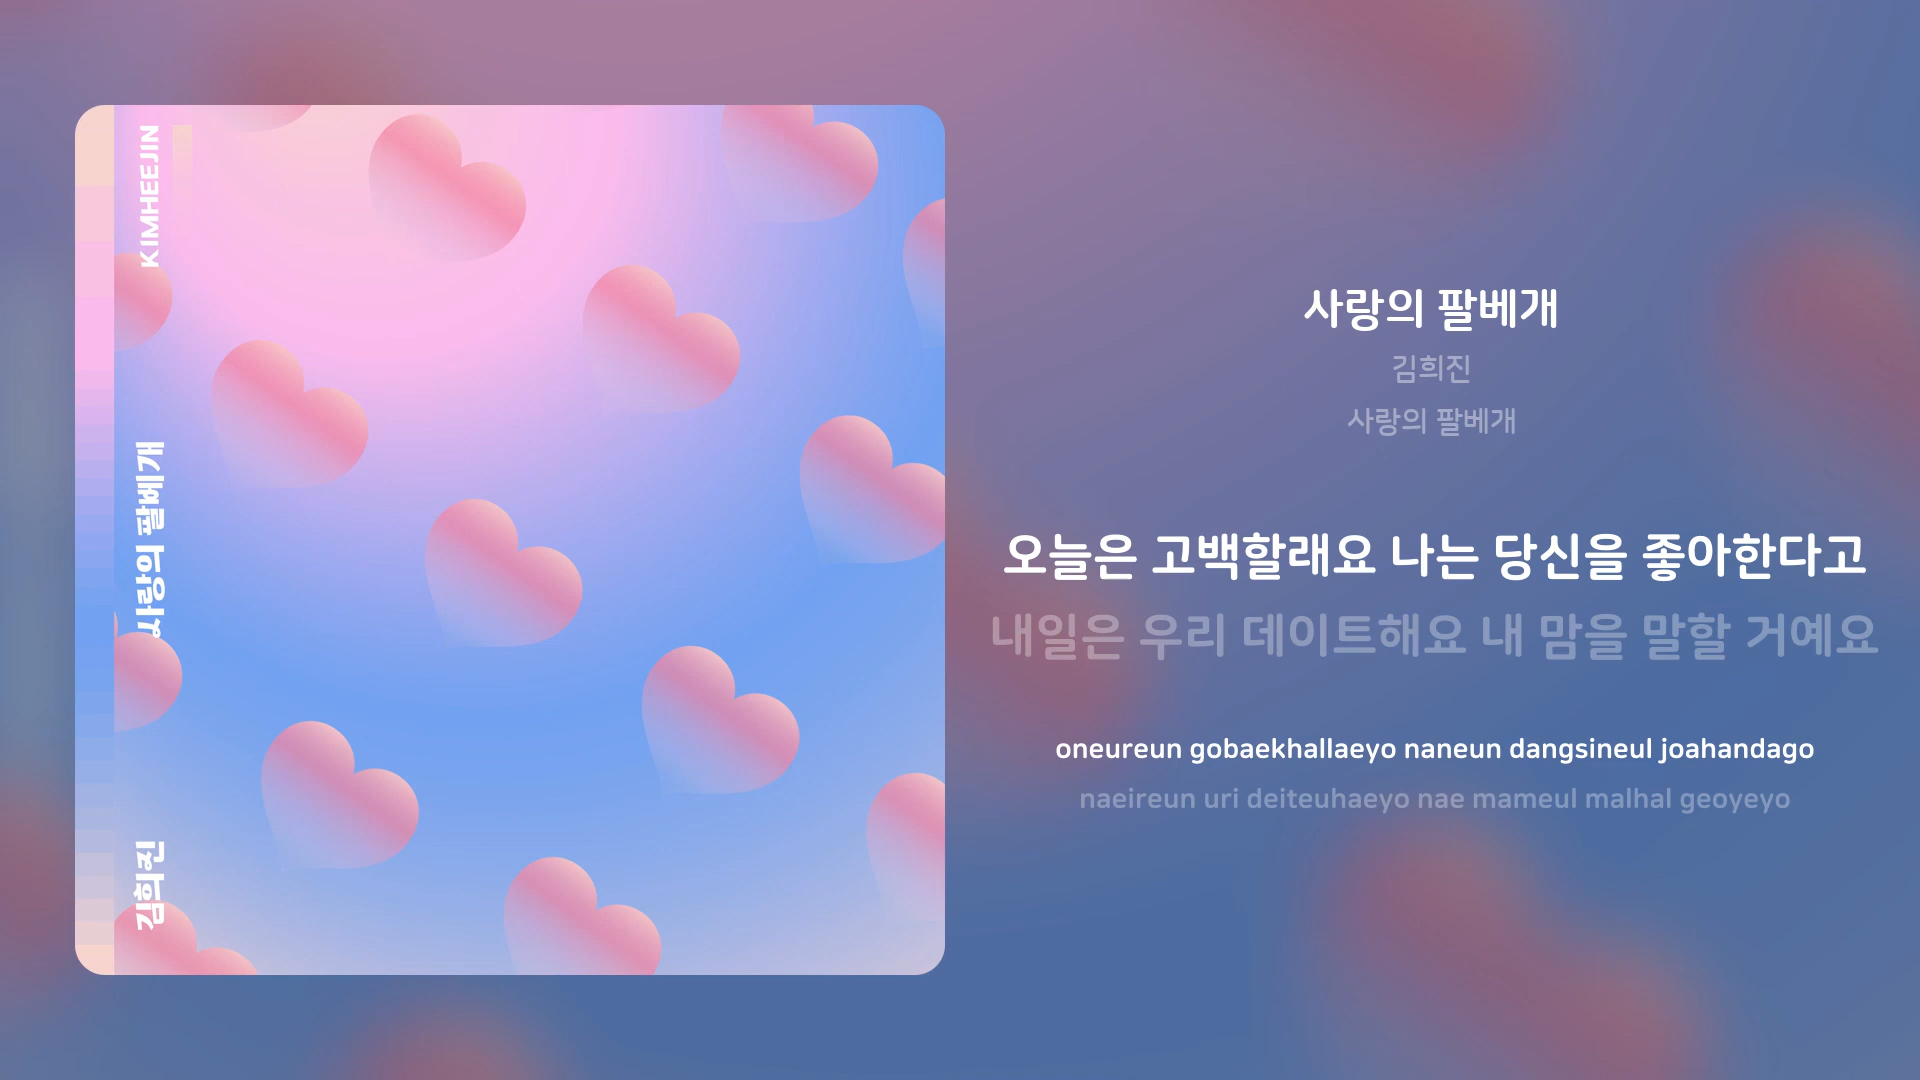 KIMHEEJIN
사랑의 팔베개
김희진
사랑의 팔베개
김희진
사랑의 팔베개
오늘은 고백할래요 나는 당신을 좋아한다고
내일은 우리 데이트해요 내 맘을 말할 거예요
oneureun gobaekhallaeyo naneun dangsineul joahandago
naeireun uri deiteuhaeyo nae mameul malhal geoyeyo